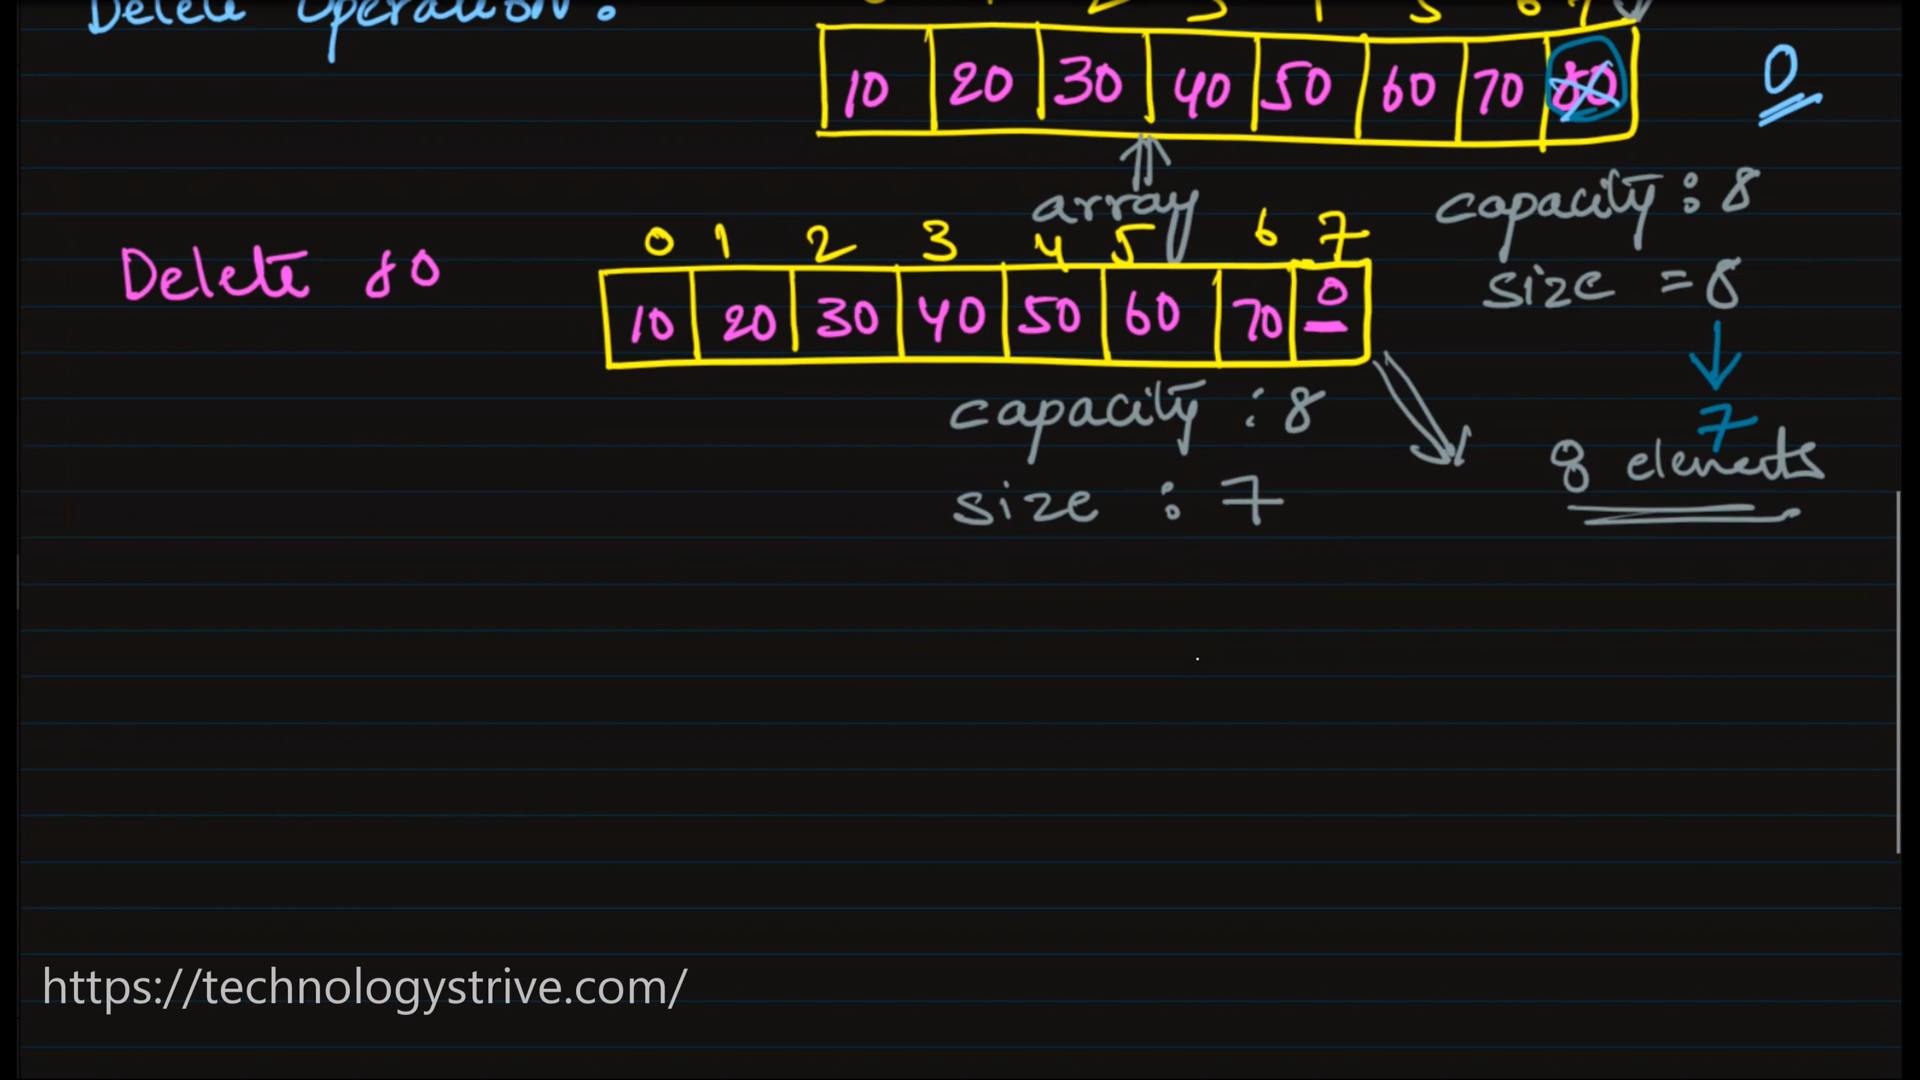 Delete Operation :
10 20 30 40 50 60 70 80 0
array
capacity : 8
size = 8
7
8 elements
Delete 80
0 1 2 3 4 5 6 7
10 20 30 40 50 60 70 0
capacity : 8
size : 7
https://technologystrive.com/